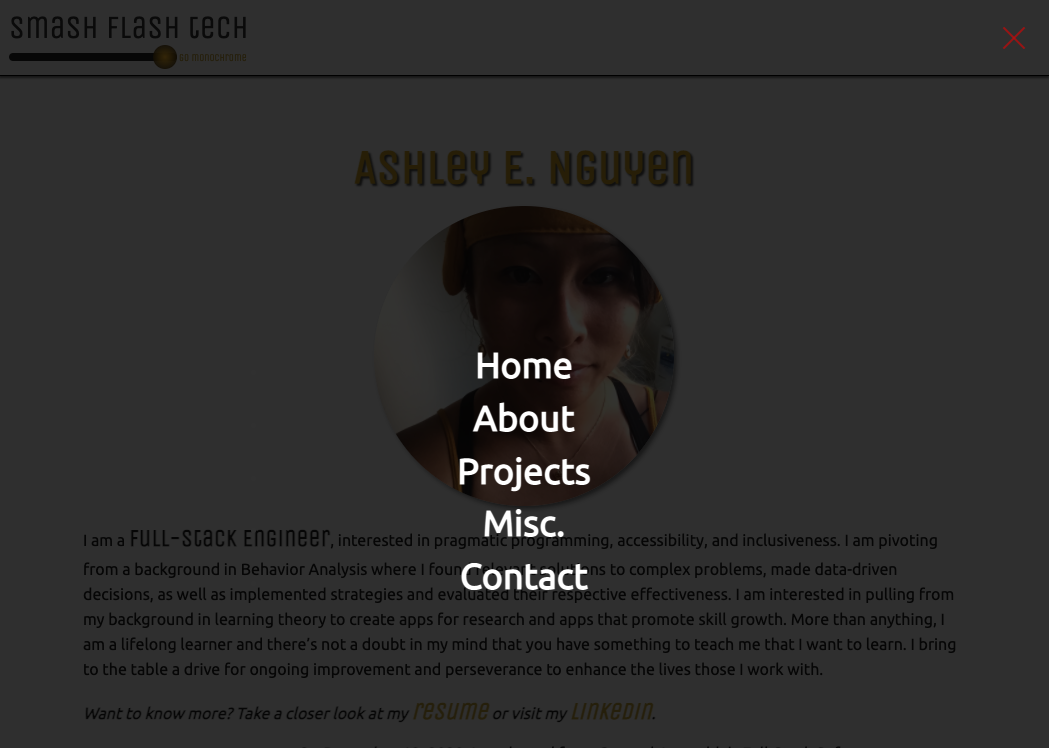 Smash Flash Tech
GO MONOCHROME
Ashley E. Nguyen
Home
About
Projects
Misc.
Contact
I am a Full-Stack Engineer, interested in pragmatic programming, accessibility, and inclusiveness. I am pivoting
from a background in Behavior Analysis where I found relevant solutions to complex problems, made data-driven
decisions, as well as implemented strategies and evaluated their respective effectiveness. I am interested in pulling from
my background in learning theory to create apps for research and apps that promote skill growth. More than anything, I
am a lifelong learner and there's not a doubt in my mind that you have something to teach me that I want to learn. I bring
to the table a drive for ongoing improvement and perseverance to enhance the lives those I work with.
Want to know more? Take a closer look at my resume or visit my LinkedIn.